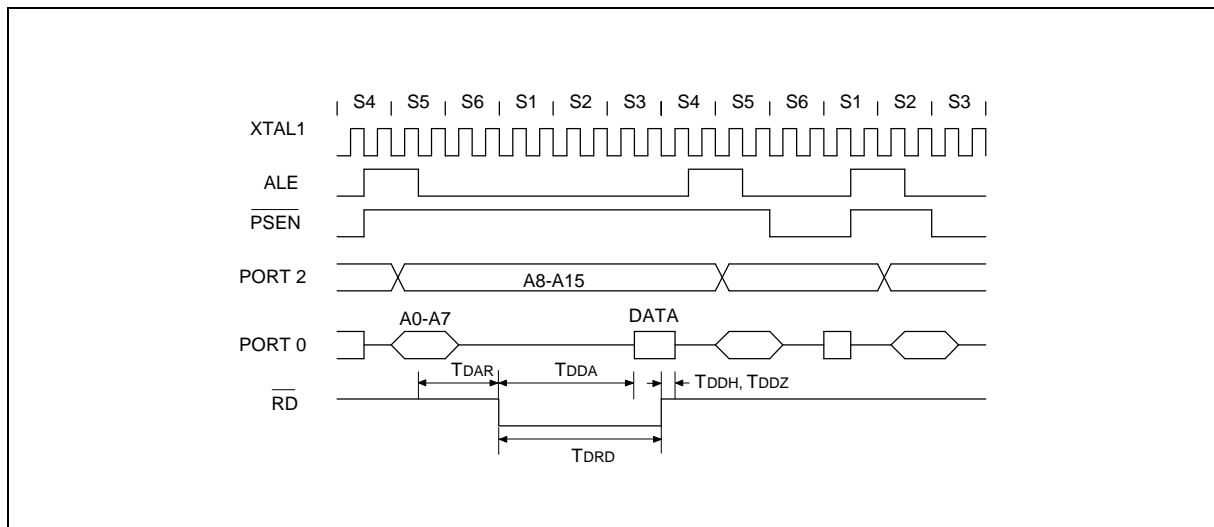 S4 S5 S6 S1 S2 S3 S4 S5 S6 S1 S2 S3
XTAL1
ALE
PSEN
PORT 2
A8-A15
A0-A7
DATA
PORT 0
TDAR
TDDA
TDDH, TDDZ
RD
TDRD